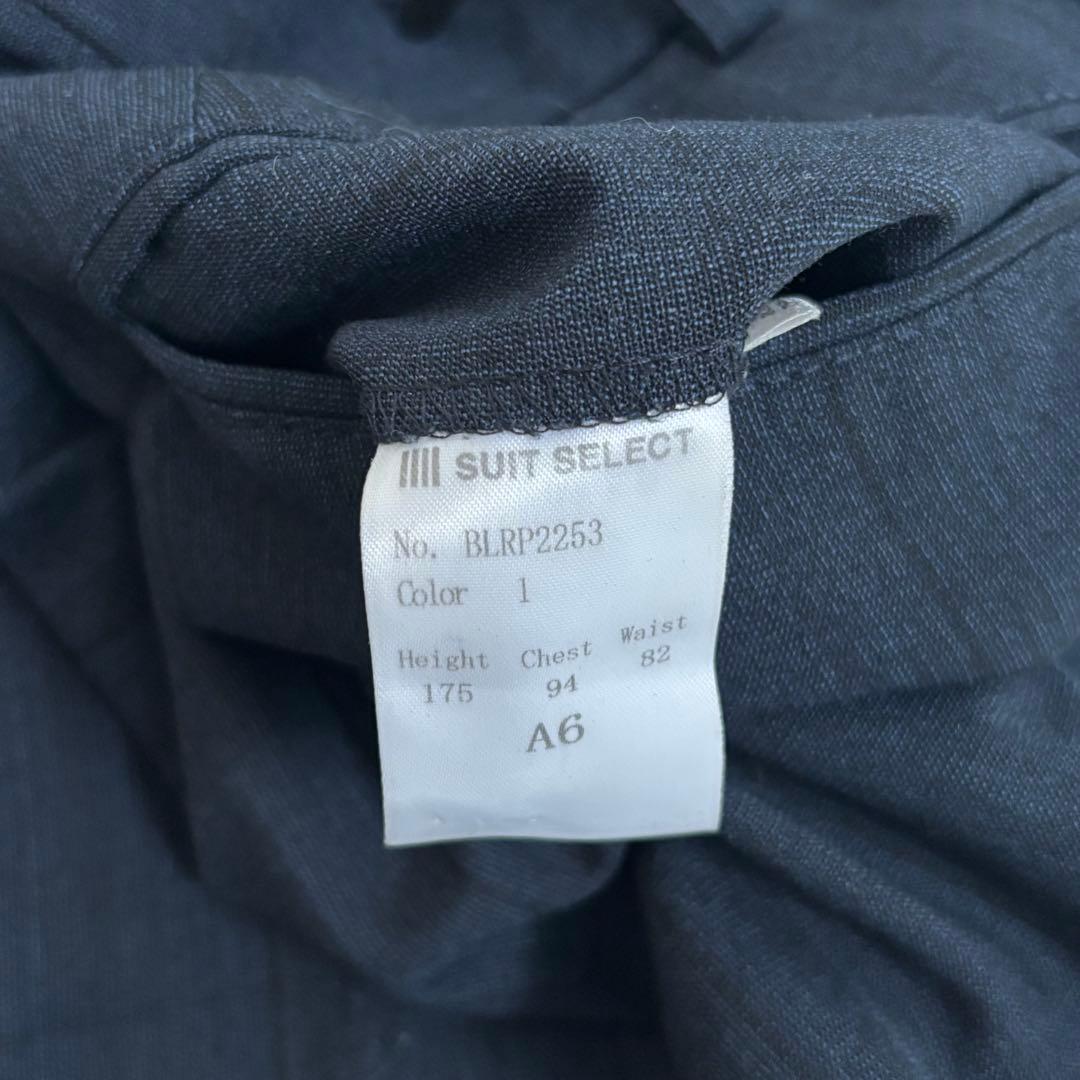 SUIT SELECT
No. BLRP2253
Color 1
Height Chest Waist
175 94 82
A6